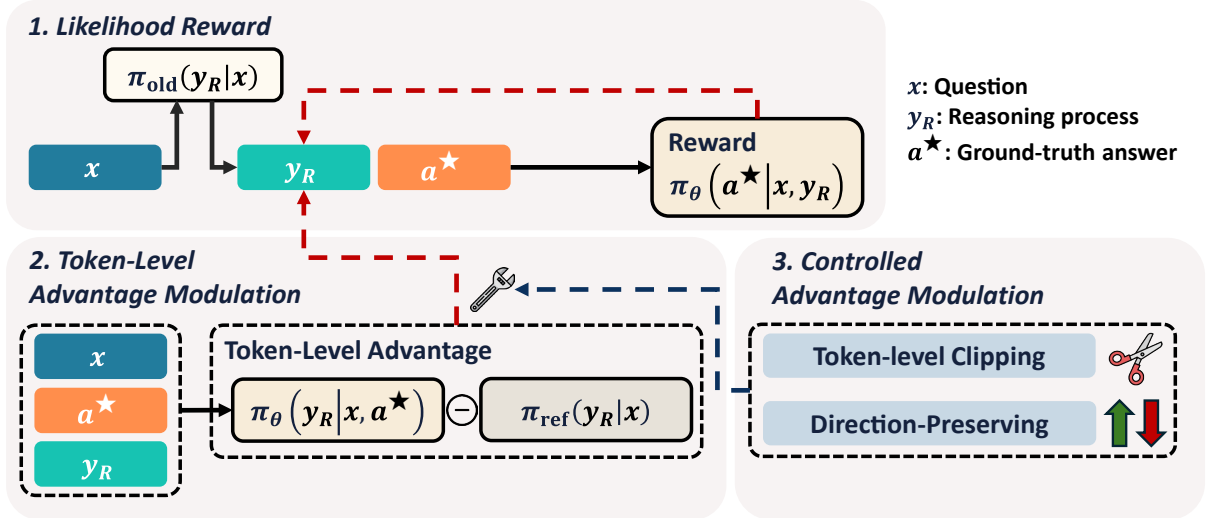 1. Likelihood Reward
π_old(y_R|x)
x
y_R
a★
Reward
π_θ(a★|x, y_R)
x: Question
y_R: Reasoning process
a★: Ground-truth answer
2. Token-Level
Advantage Modulation
x
a★
y_R
Token-Level Advantage
π_θ(y_R|x, a★)
−
π_ref(y_R|x)
3. Controlled
Advantage Modulation
Token-level Clipping
Direction-Preserving